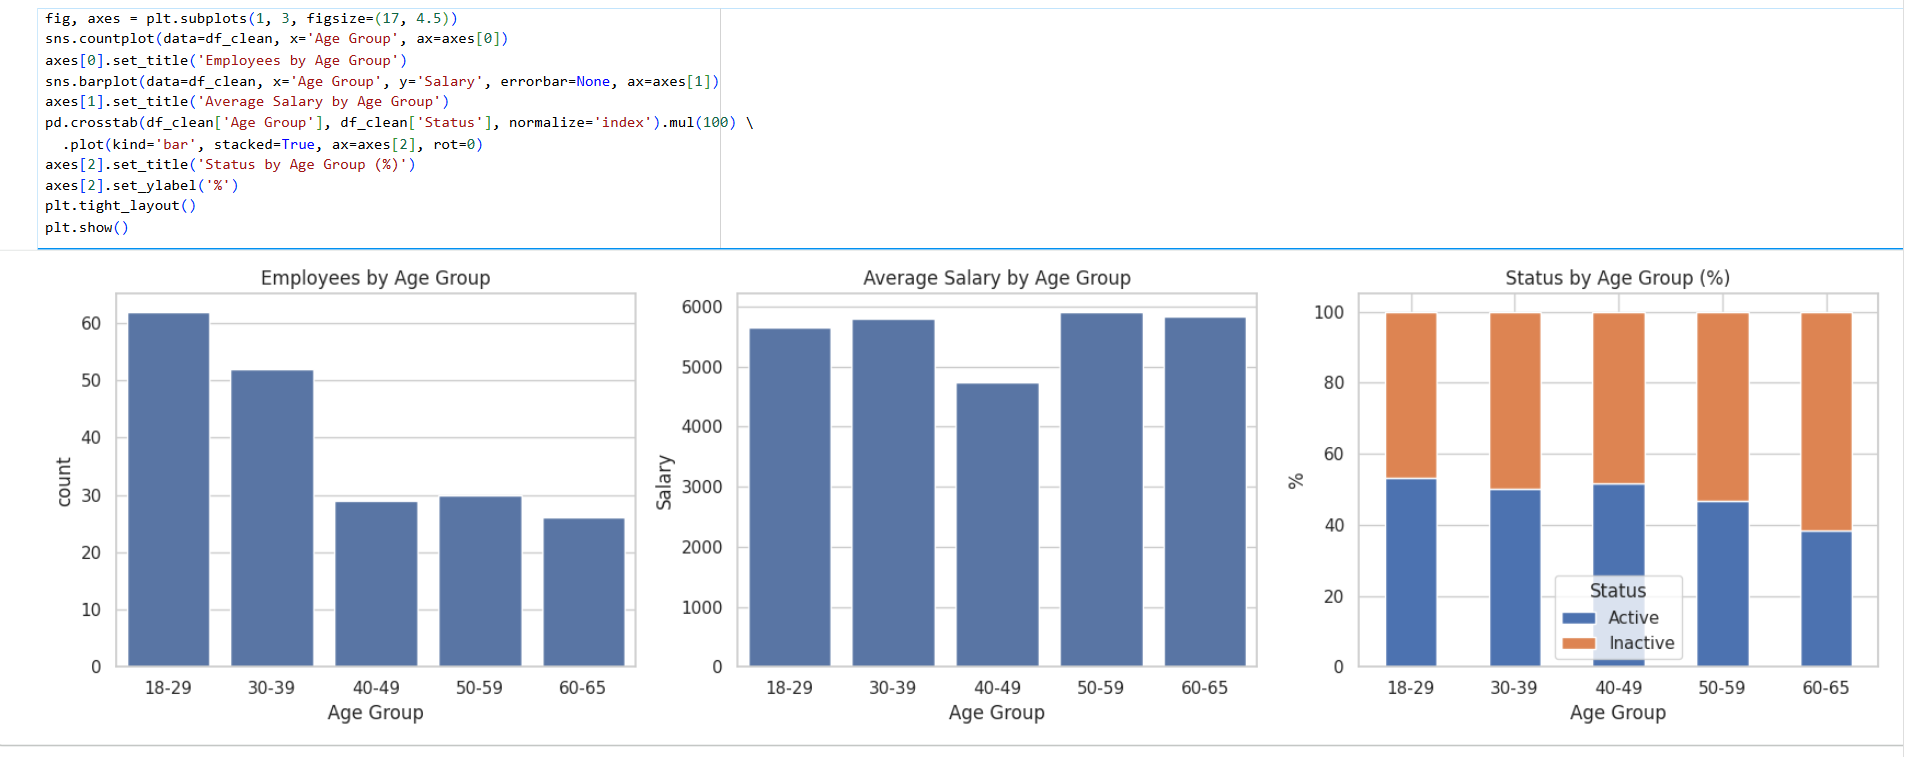 fig, axes = plt.subplots(1, 3, figsize=(17, 4.5))
sns.countplot(data=df_clean, x='Age Group', ax=axes[0])
axes[0].set_title('Employees by Age Group')
sns.barplot(data=df_clean, x='Age Group', y='Salary', errorbar=None, ax=axes[1])
axes[1].set_title('Average Salary by Age Group')
pd.crosstab(df_clean['Age Group'], df_clean['Status'], normalize='index').mul(100) \
  .plot(kind='bar', stacked=True, ax=axes[2], rot=0)
axes[2].set_title('Status by Age Group (%)')
axes[2].set_ylabel('%')
plt.tight_layout()
plt.show()
Employees by Age Group
count
60
50
40
30
20
10
0
18-29 30-39 40-49 50-59 60-65
Age Group
Average Salary by Age Group
Salary
6000
5000
4000
3000
2000
1000
0
18-29 30-39 40-49 50-59 60-65
Age Group
Status by Age Group (%)
%
100
80
60
40
20
0
Status
Active
Inactive
18-29 30-39 40-49 50-59 60-65
Age Group